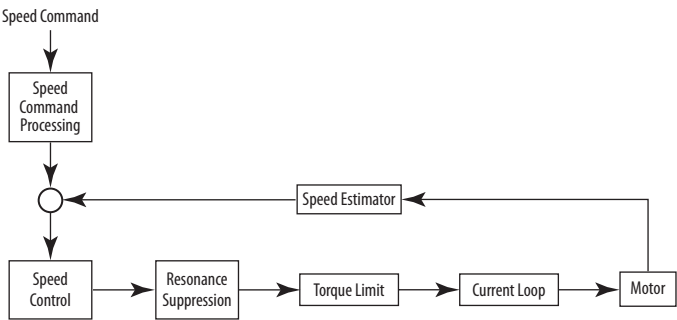 Speed Command
Speed
Command
Processing
Speed Estimator
Speed
Control
Resonance
Suppression
Torque Limit
Current Loop
Motor